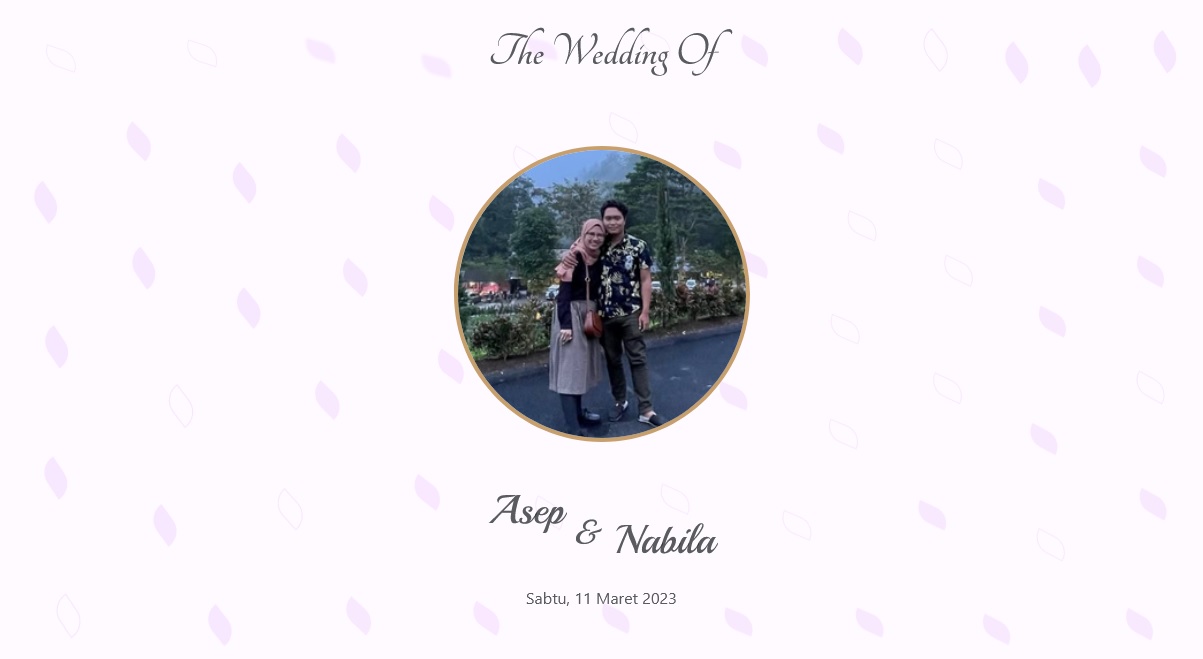 The Wedding Of
Asep & Nabila
Sabtu, 11 Maret 2023